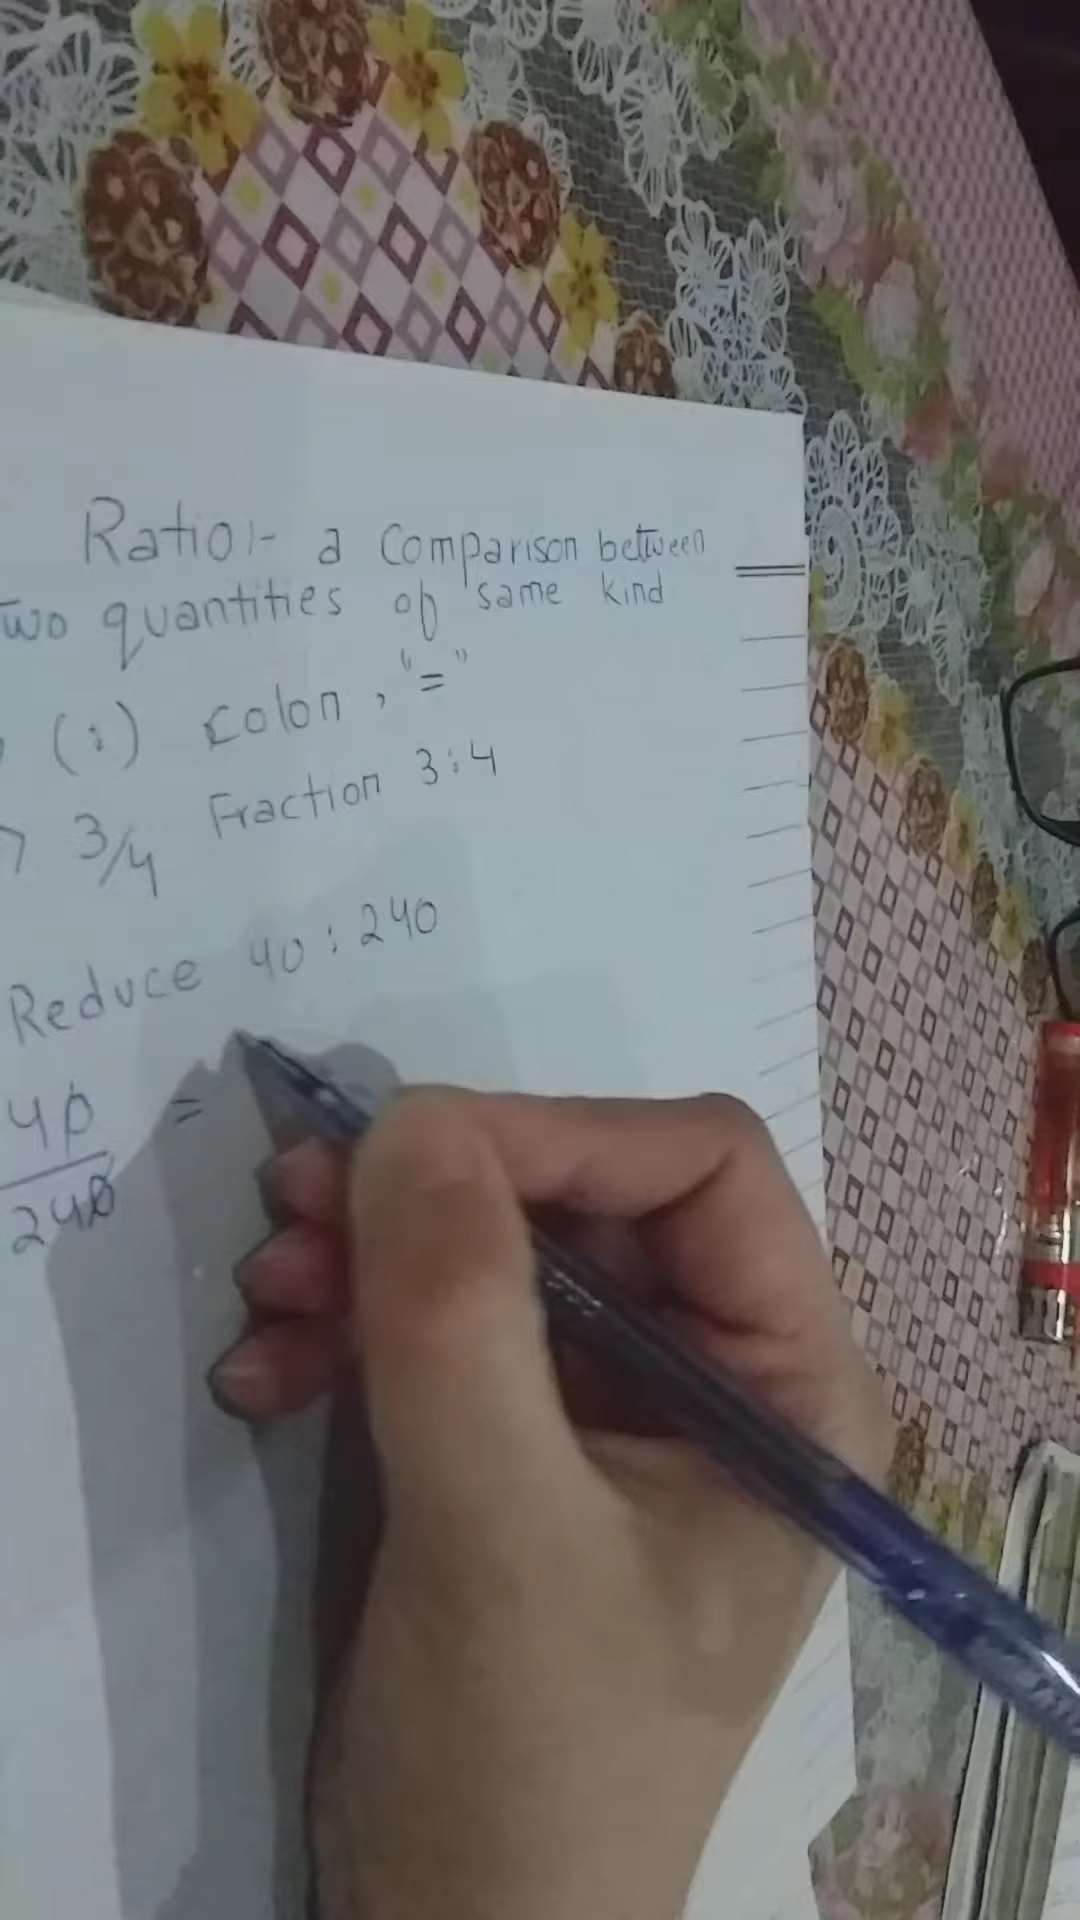 Ratio:- a comparison between
two quantities of same kind
(:) colon, "="
3/4 Fraction 3:4
Reduce 40 : 240
40 =
240